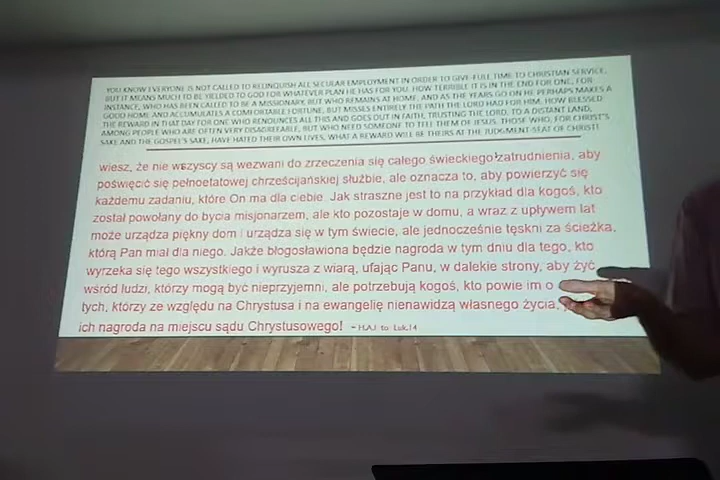 YOU KNOW EVERYONE IS NOT CALLED TO RELINQUISH ALL SECULAR EMPLOYMENT IN ORDER TO GIVE FULL TIME TO CHRISTIAN SERVICE,
BUT IT MEANS MUCH TO BE YIELDED TO GOD FOR WHATEVER PLAN HE HAS FOR YOU. HOW TERRIBLE IT IS IN THE END FOR ONE, FOR
INSTANCE, WHO HAS BEEN CALLED TO BE A MISSIONARY, BUT WHO REMAINS AT HOME, AND AS THE YEARS GO ON HE PERHAPS MAKES A
GOOD HOME AND ACCUMULATES A COMFORTABLE FORTUNE, BUT MISSES ENTIRELY THE PATH THE LORD HAD FOR HIM. HOW BLESSED
THE REWARD IN THAT DAY FOR ONE WHO RENOUNCES ALL THIS AND GOES OUT IN FAITH, TRUSTING THE LORD, TO A DISTANT LAND,
AMONG PEOPLE WHO ARE OFTEN VERY DISAGREEABLE, BUT WHO NEED SOMEONE TO TELL THEM OF JESUS. THOSE WHO, FOR CHRIST'S
SAKE AND THE GOSPEL'S SAKE, HAVE HATED THEIR OWN LIVES, WHAT A REWARD WILL BE THEIRS AT THE JUDGMENT-SEAT OF CHRIST!
wiesz, że nie wszyscy są wezwani do zrzeczenia się całego świeckiego zatrudnienia, aby
poświęcić się pełnoetatowej chrześcijańskiej służbie, ale oznacza to, aby powierzyć się
każdemu zadaniu, które On ma dla ciebie. Jak straszne jest to na przykład dla kogoś, kto
został powołany do bycia misjonarzem, ale kto pozostaje w domu, a wraz z upływem lat
może urządza piękny dom i urządza się w tym świecie, ale jednocześnie tęskni za ścieżką,
którą Pan miał dla niego. Jakże błogosławiona będzie nagroda w tym dniu dla tego, kto
wyrzeka się tego wszystkiego i wyrusza z wiarą, ufając Panu, w dalekie strony, aby żyć
wśród ludzi, którzy mogą być nieprzyjemni, ale potrzebują kogoś, kto powie im o
tych, którzy ze względu na Chrystusa i na ewangelię nienawidzą własnego życia,
ich nagroda na miejscu sądu Chrystusowego! - H.A.I. to Luk.14